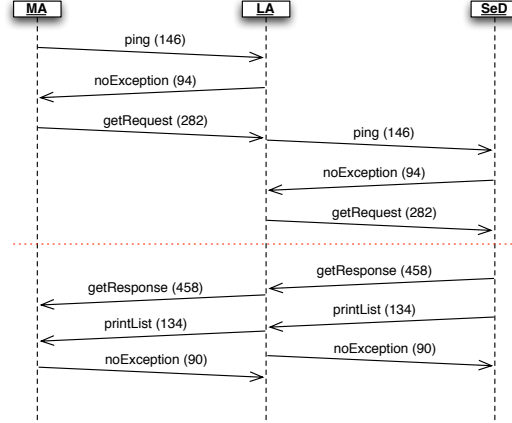 MA
LA
SeD
ping (146)
noException (94)
getRequest (282)
ping (146)
noException (94)
getRequest (282)
getResponse (458)
getResponse (458)
printList (134)
printList (134)
noException (90)
noException (90)